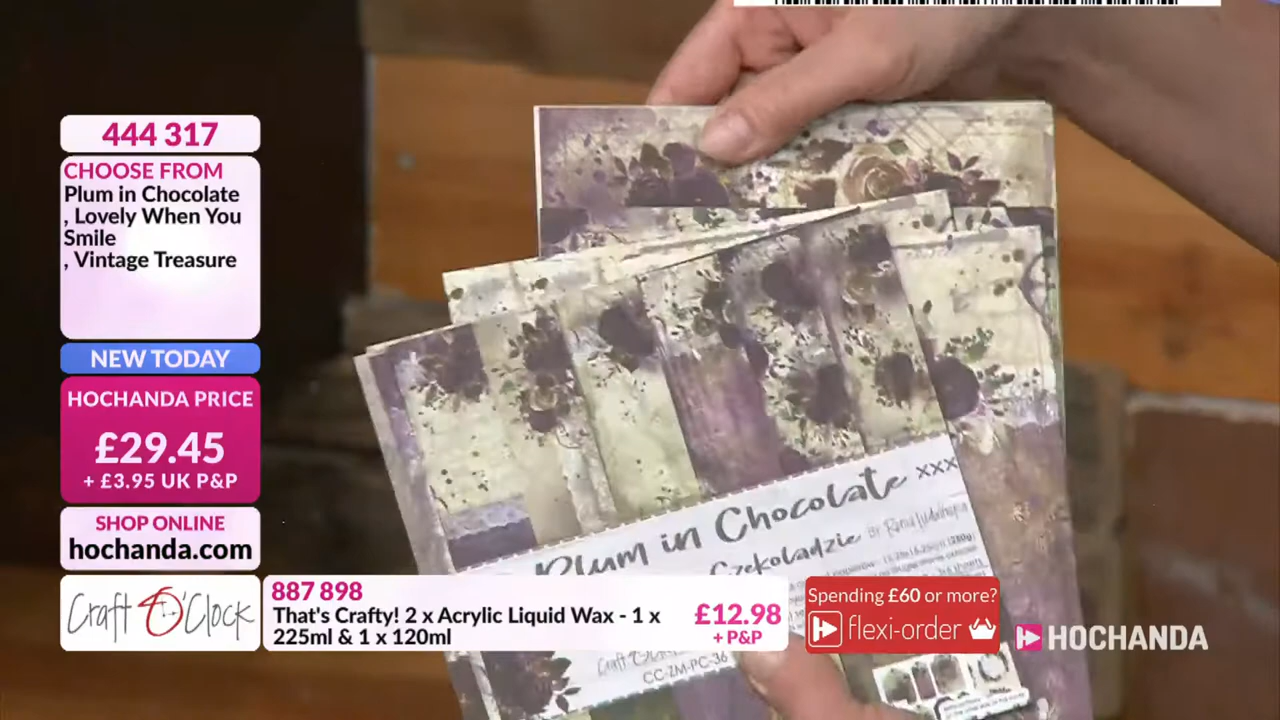 444 317
CHOOSE FROM
Plum in Chocolate
, Lovely When You
Smile
, Vintage Treasure
NEW TODAY
HOCHANDA PRICE
£29.45
+ £3.95 UK P&P
SHOP ONLINE
hochanda.com
Plum in Chocolate xxx
Czekoladzie
BY
(280g)
CC-ZM-PC-36
Craft O'Clock
887 898
That's Crafty! 2 x Acrylic Liquid Wax - 1 x
225ml & 1 x 120ml
£12.98
+ P&P
Spending £60 or more?
flexi-order
HOCHANDA